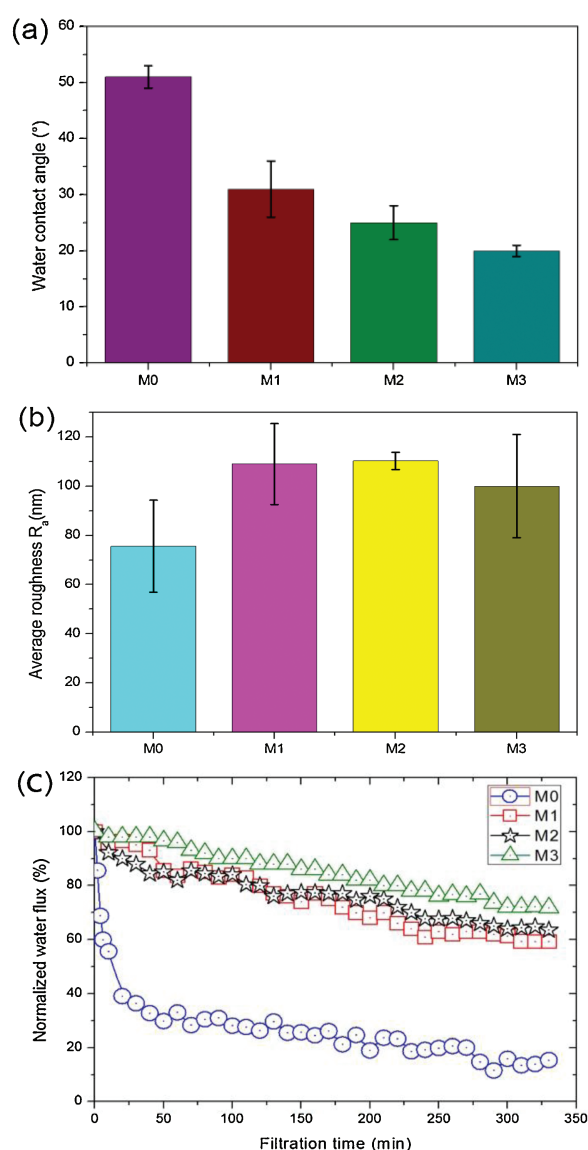 (a)
60
50
40
30
20
10
0
Water contact angle (°)
M0 M1 M2 M3
(b)
120
100
80
60
40
20
0
Average roughness Ra(nm)
M0 M1 M2 M3
(C)
120
100
80
60
40
20
0
Normalized water flux (%)
M0
M1
M2
M3
0 50 100 150 200 250 300 350
Filtration time (min)